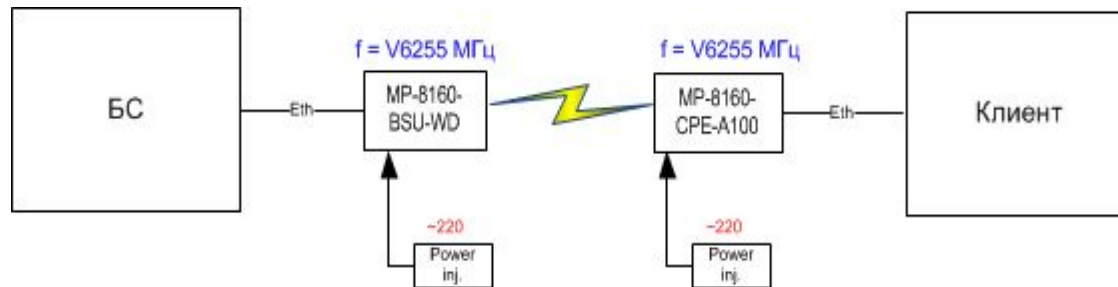 БС
Eth
f = V6255 МГц
MP-8160-
BSU-WD
~220
Power
inj.
f = V6255 МГц
MP-8160-
CPE-A100
~220
Power
inj.
Eth
Клиент